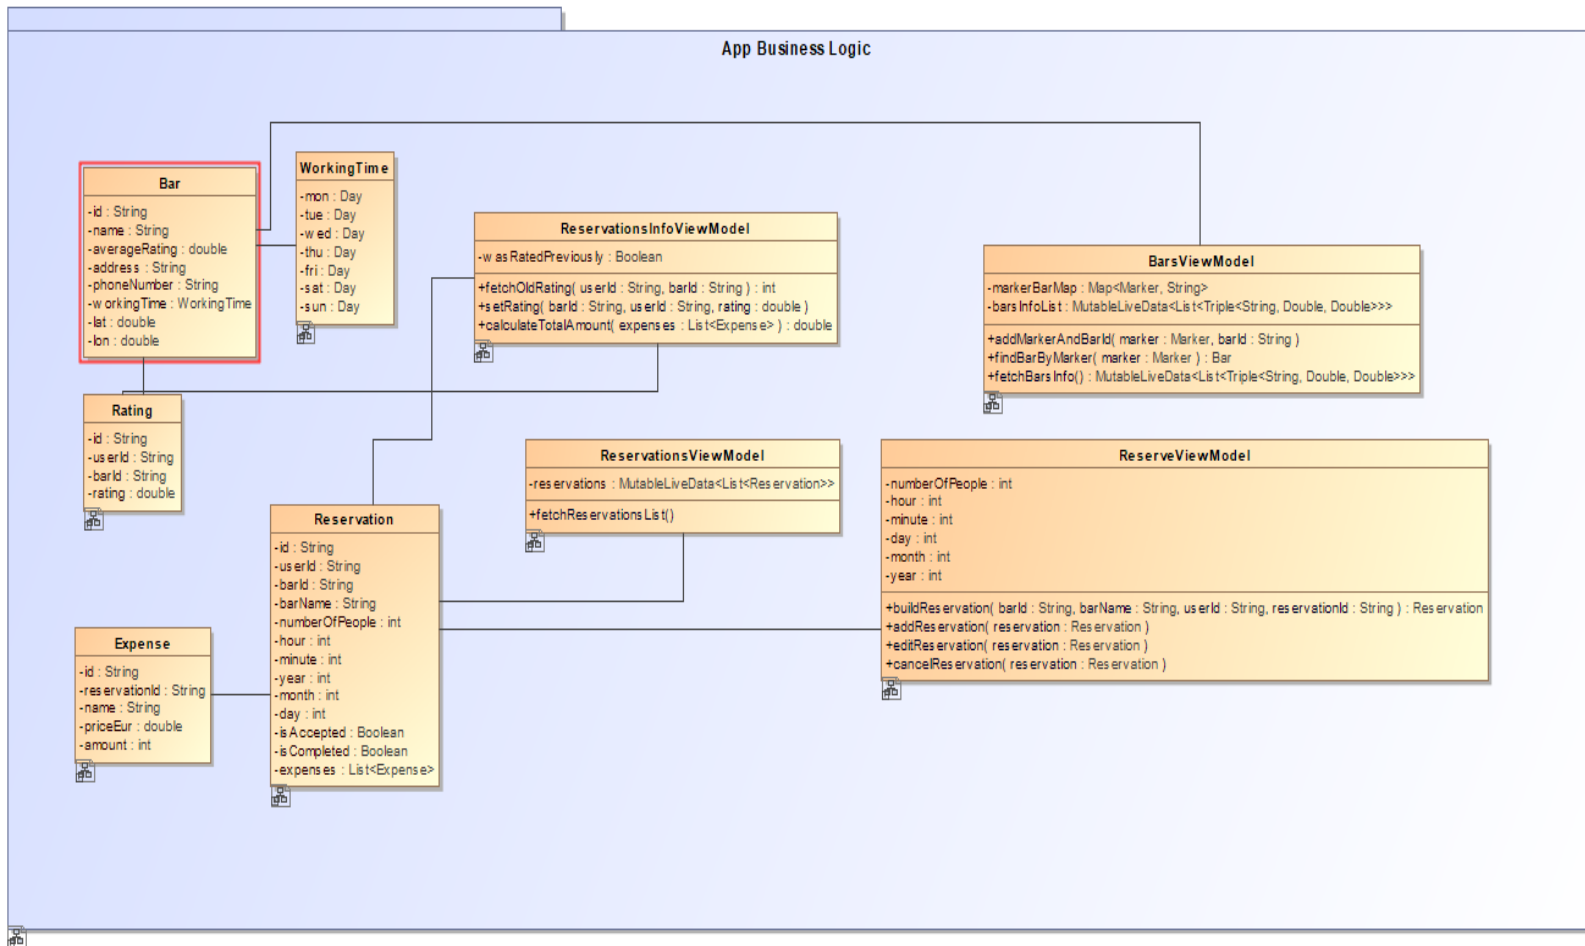 App Business Logic
Bar
-id : String
-name : String
-averageRating : double
-address : String
-phoneNumber : String
-workingTime : WorkingTime
-lat : double
-lon : double
WorkingTime
-mon : Day
-tue : Day
-wed : Day
-thu : Day
-fri : Day
-sat : Day
-sun : Day
ReservationsInfoViewModel
-wasRatedPreviously : Boolean
+fetchOldRating( userId : String, barId : String ) : int
+setRating( barId : String, userId : String, rating : double )
+calculateTotalAmount( expenses : List<Expense> ) : double
BarsViewModel
-markerBarMap : Map<Marker, String>
-barsInfoList : MutableLiveData<List<Triple<String, Double, Double>>>
+addMarkerAndBarId( marker : Marker, barId : String )
+findBarByMarker( marker : Marker ) : Bar
+fetchBarsInfo() : MutableLiveData<List<Triple<String, Double, Double>>>
Rating
-id : String
-userId : String
-barId : String
-rating : double
ReservationsViewModel
-reservations : MutableLiveData<List<Reservation>>
+fetchReservationsList()
ReserveViewModel
-numberOfPeople : int
-hour : int
-minute : int
-day : int
-month : int
-year : int
+buildReservation( barId : String, barName : String, userId : String, reservationId : String ) : Reservation
+addReservation( reservation : Reservation )
+editReservation( reservation : Reservation )
+cancelReservation( reservation : Reservation )
Reservation
-id : String
-userId : String
-barId : String
-barName : String
-numberOfPeople : int
-hour : int
-minute : int
-year : int
-month : int
-day : int
-isAccepted : Boolean
-isCompleted : Boolean
-expenses : List<Expense>
Expense
-id : String
-reservationId : String
-name : String
-priceEur : double
-amount : int